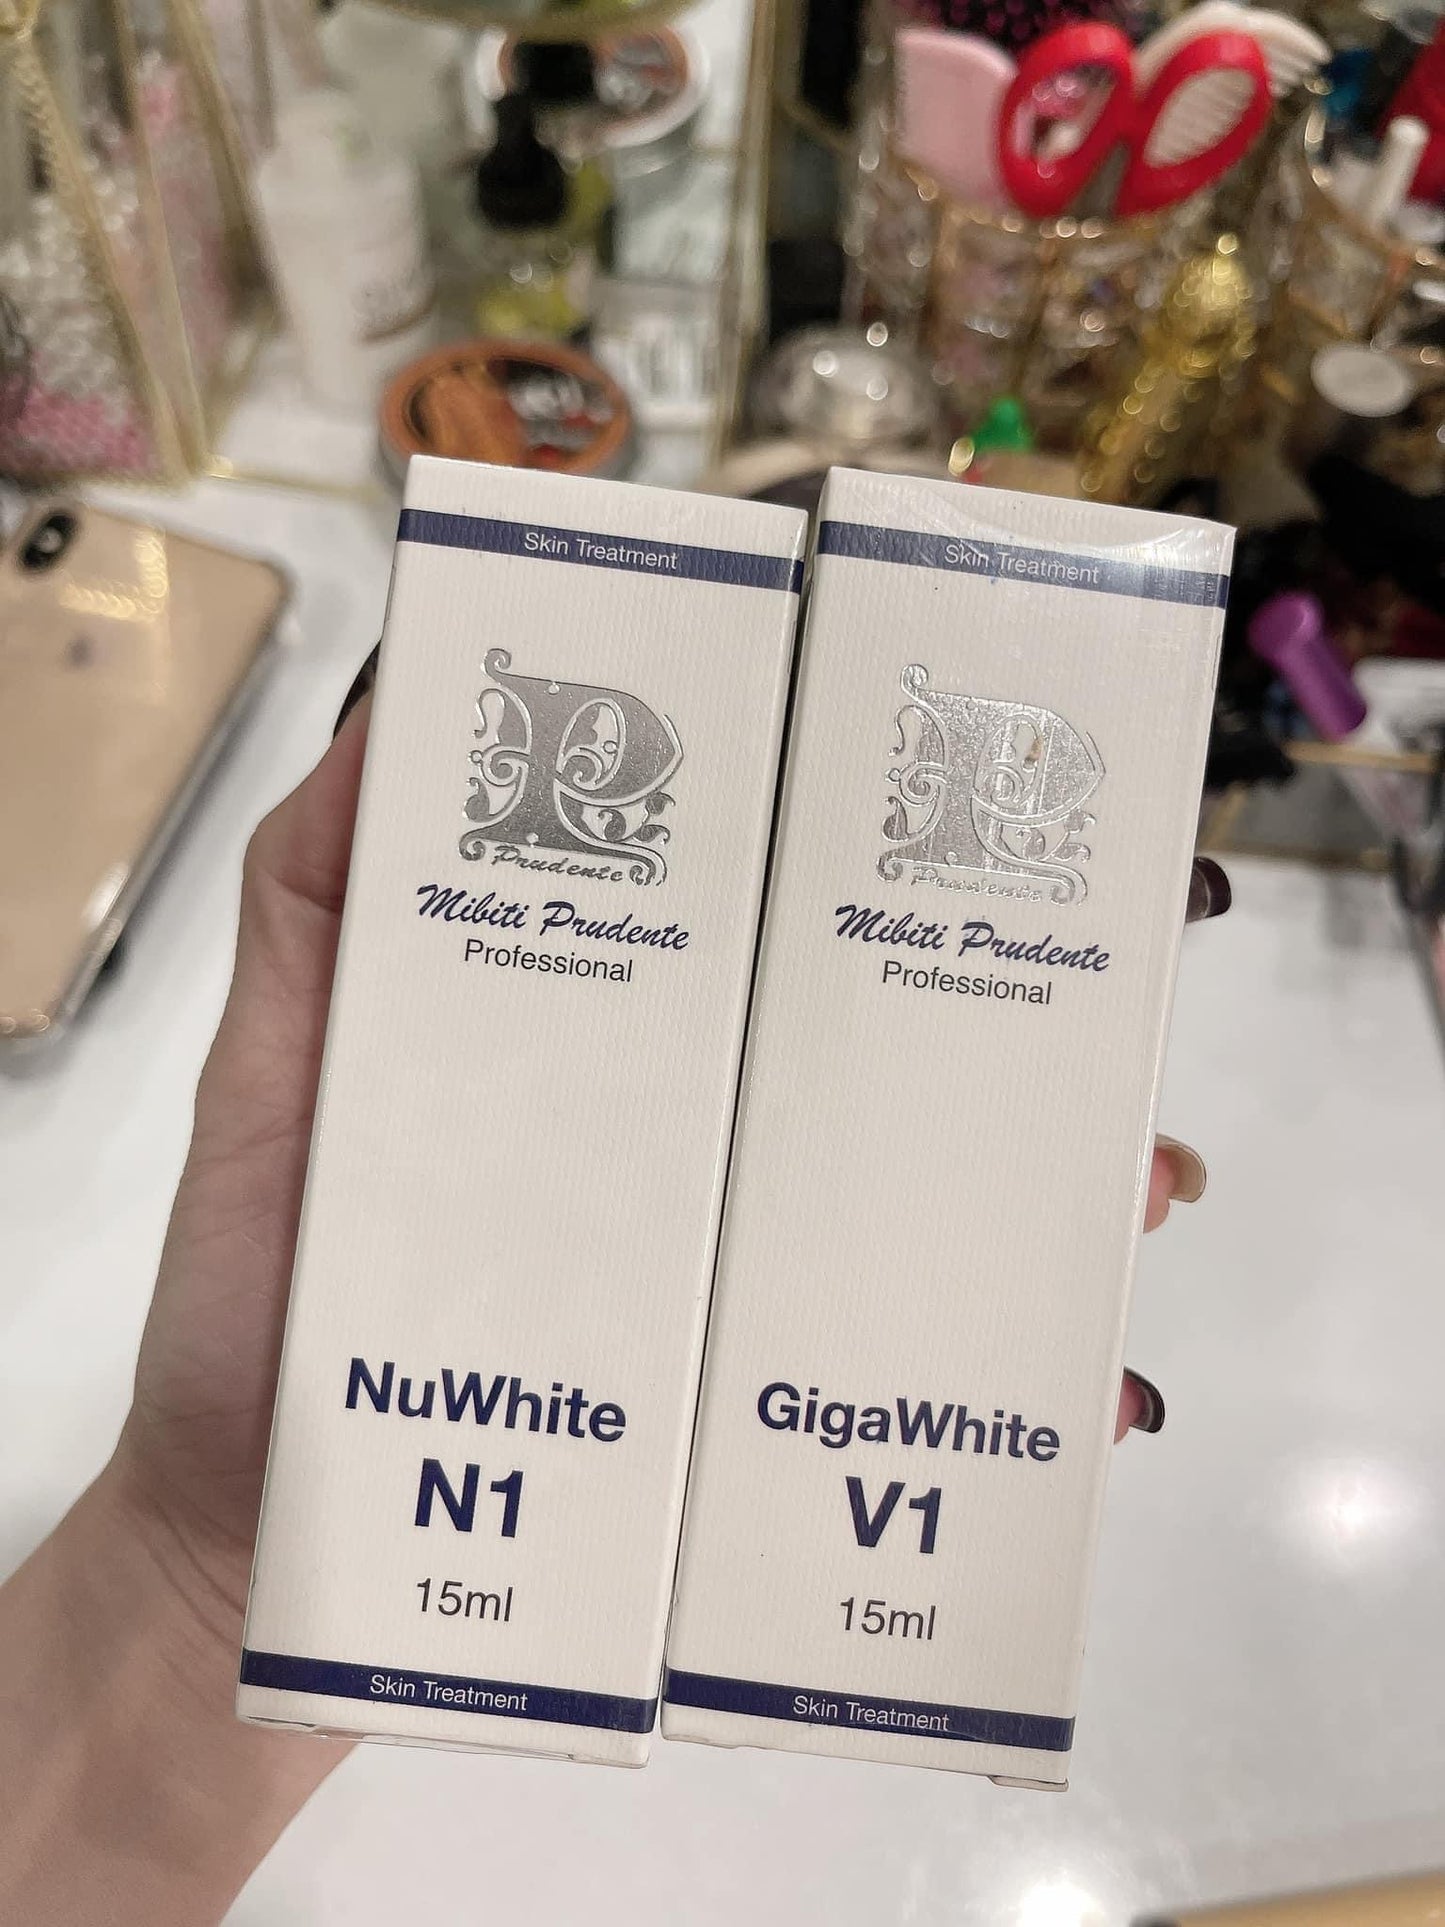 Skin Treatment
Prudente
Mibiti Prudente
Professional
NuWhite
N1
15ml
Skin Treatment
Skin Treatment
Prudente
Mibiti Prudente
Professional
GigaWhite
V1
15ml
Skin Treatment